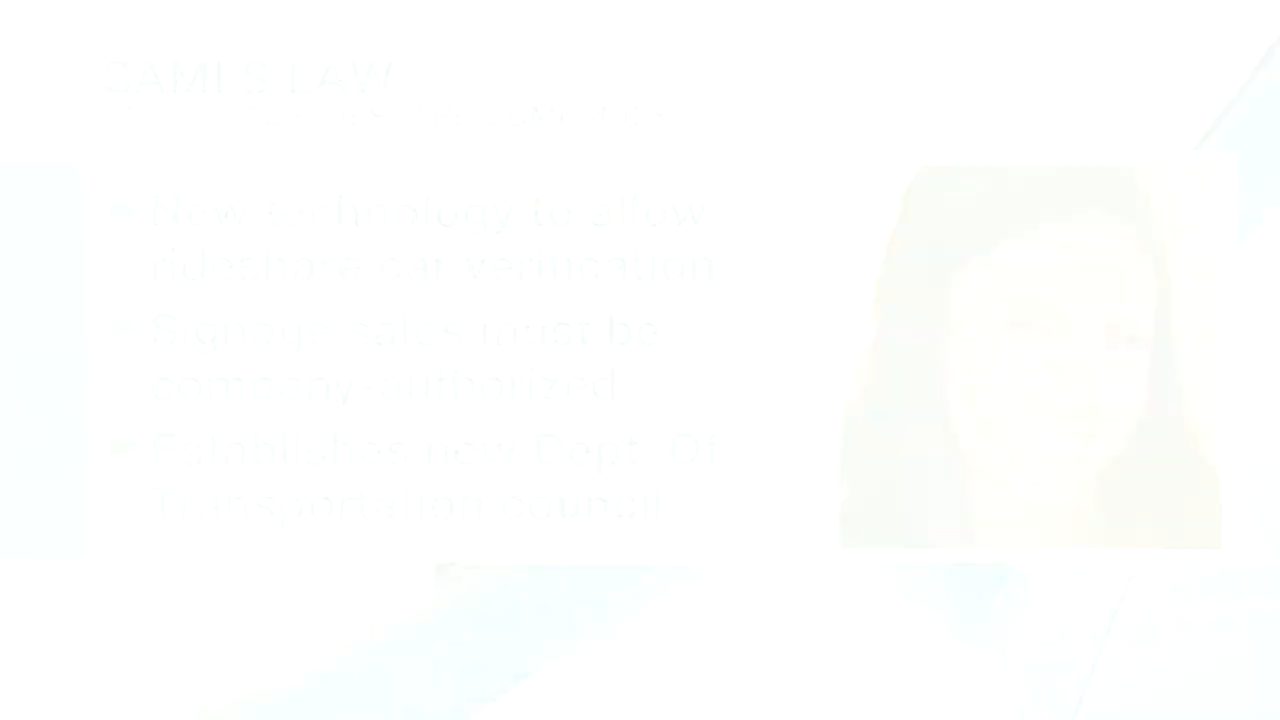 SAMI'S LAW
New technology to allow
rideshare car verification
Signage sales must be
company authorized
Establishes new Dept. Of
Transportation council